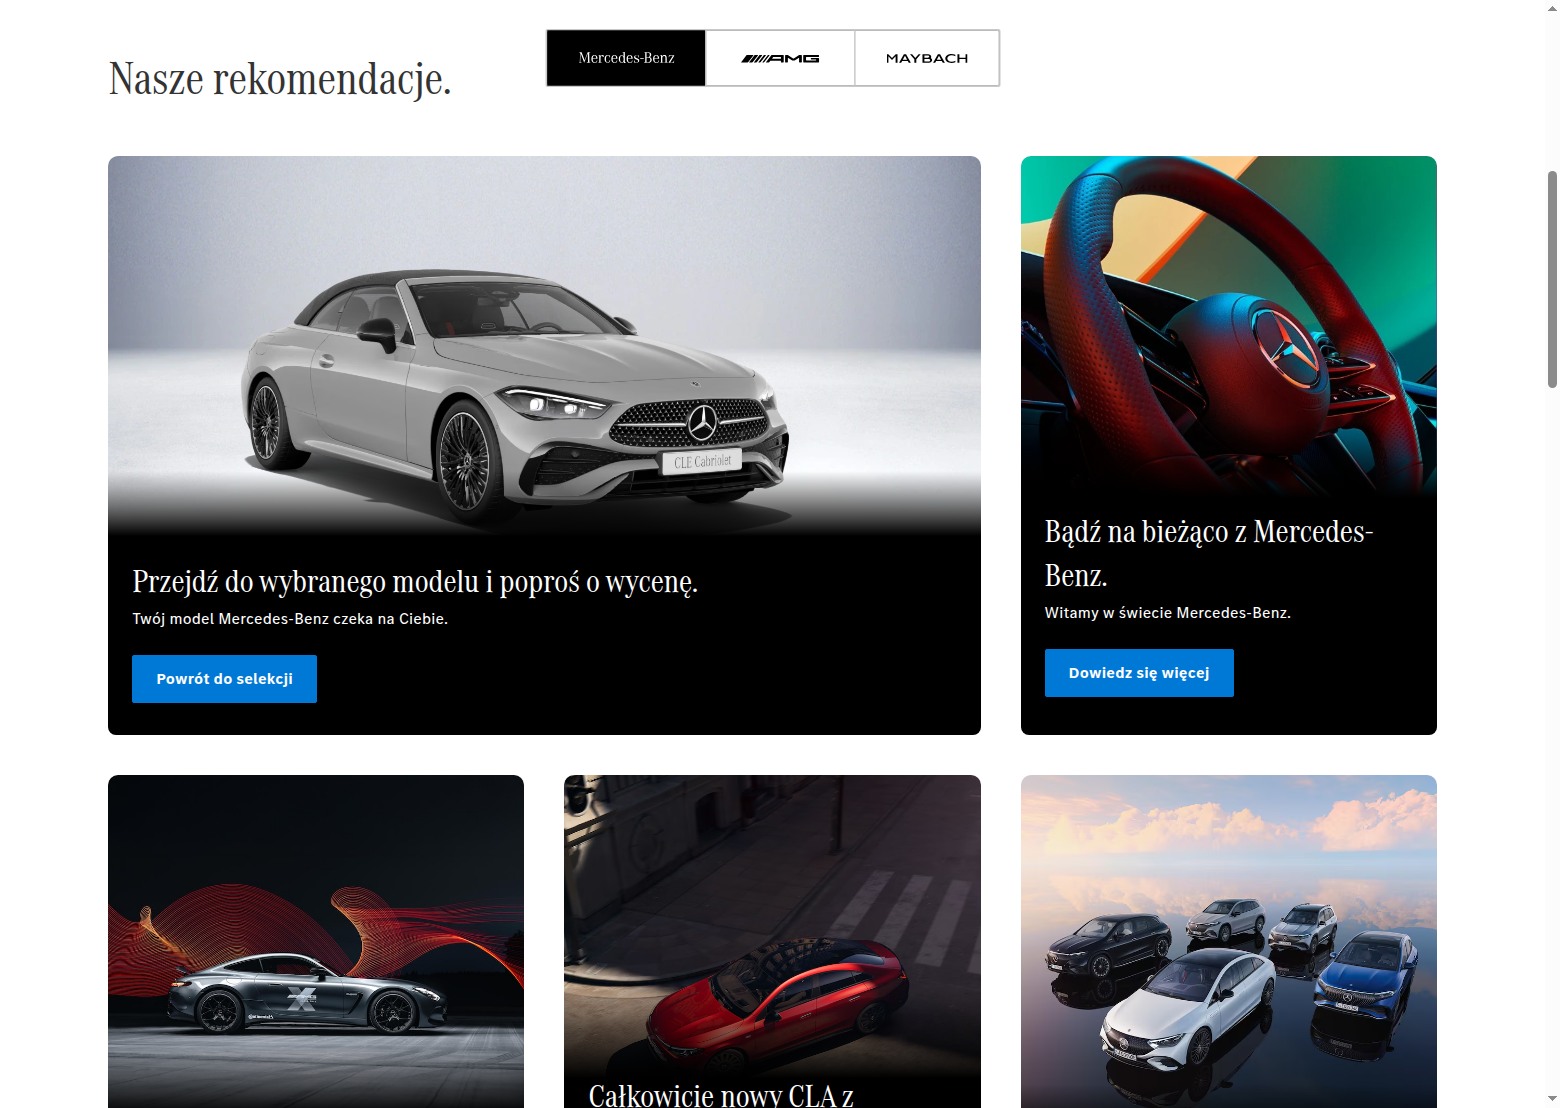 Mercedes-Benz
AMG
MAYBACH
Nasze rekomendacje.
CLE Cabriolet
Przejdź do wybranego modelu i poproś o wycenę.
Twój model Mercedes-Benz czeka na Ciebie.
Powrót do selekcji
Bądź na bieżąco z Mercedes-
Benz.
Witamy w świecie Mercedes-Benz.
Dowiedz się więcej
Całkowicie nowy CLA z